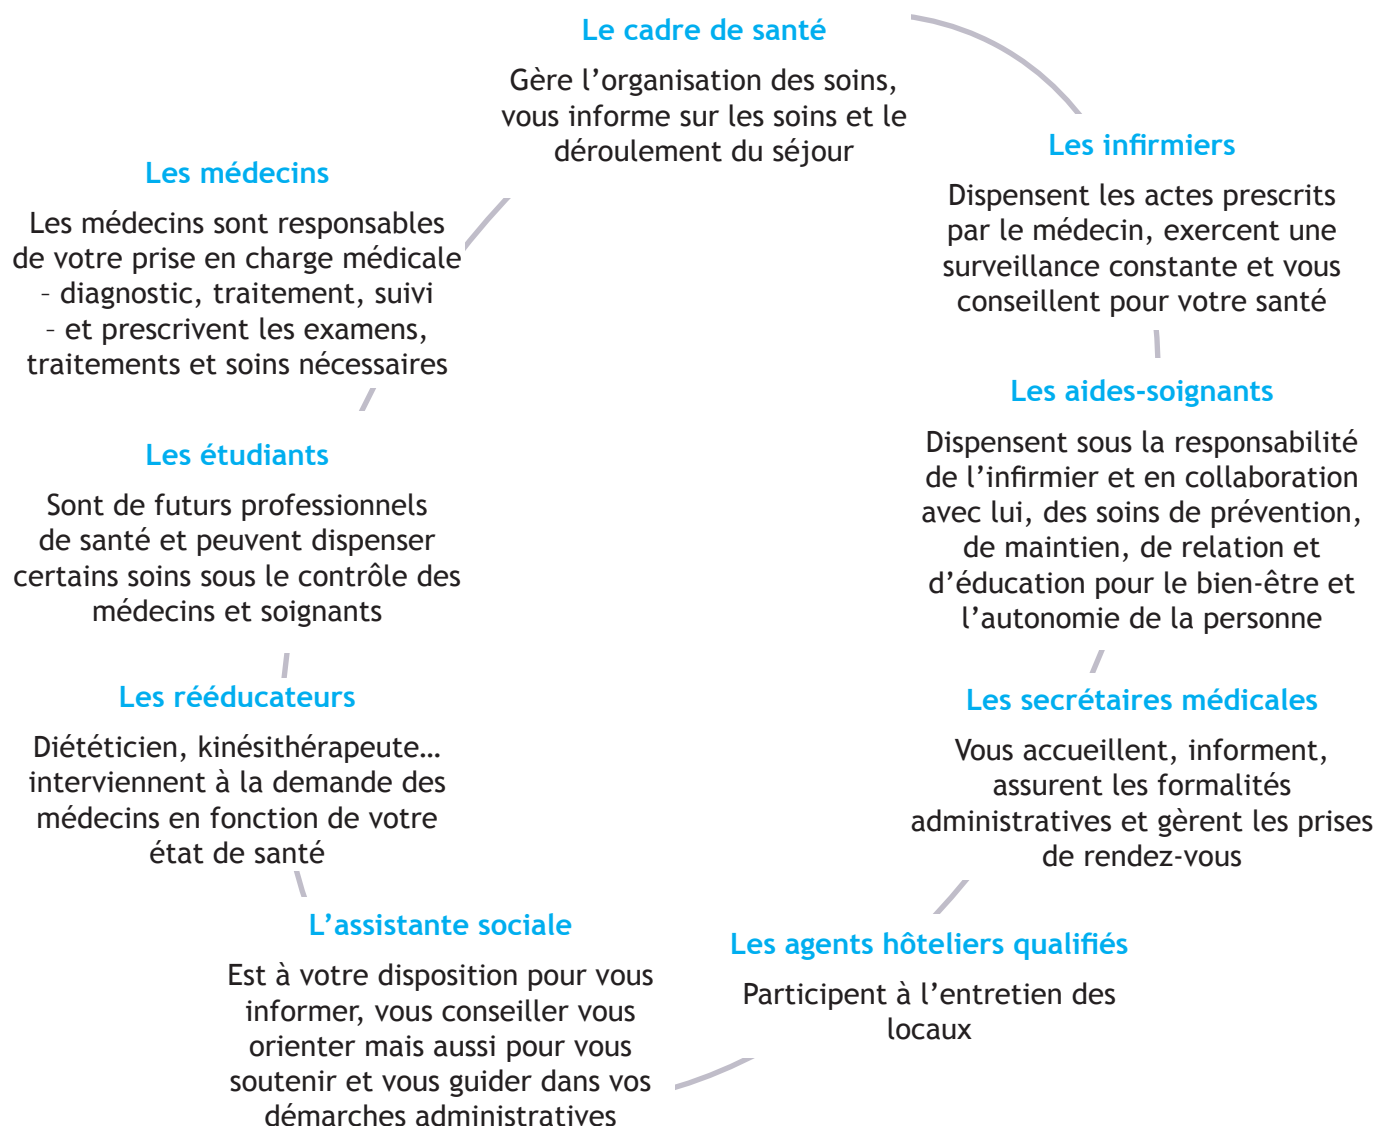 Le cadre de santé
Gère l’organisation des soins,
vous informe sur les soins et le
déroulement du séjour
Les infirmiers
Dispensent les actes prescrits
par le médecin, exercent une
surveillance constante et vous
conseillent pour votre santé
Les aides-soignants
Dispensent sous la responsabilité
de l’infirmier et en collaboration
avec lui, des soins de prévention,
de maintien, de relation et
d’éducation pour le bien-être et
l’autonomie de la personne
Les secrétaires médicales
Vous accueillent, informent,
assurent les formalités
administratives et gèrent les prises
de rendez-vous
Les agents hôteliers qualifiés
Participent à l’entretien des
locaux
L’assistante sociale
Est à votre disposition pour vous
informer, vous conseiller vous
orienter mais aussi pour vous
soutenir et vous guider dans vos
démarches administratives
Les rééducateurs
Diététicien, kinésithérapeute…
interviennent à la demande des
médecins en fonction de votre
état de santé
Les étudiants
Sont de futurs professionnels
de santé et peuvent dispenser
certains soins sous le contrôle des
médecins et soignants
Les médecins
Les médecins sont responsables
de votre prise en charge médicale
– diagnostic, traitement, suivi
– et prescrivent les examens,
traitements et soins nécessaires